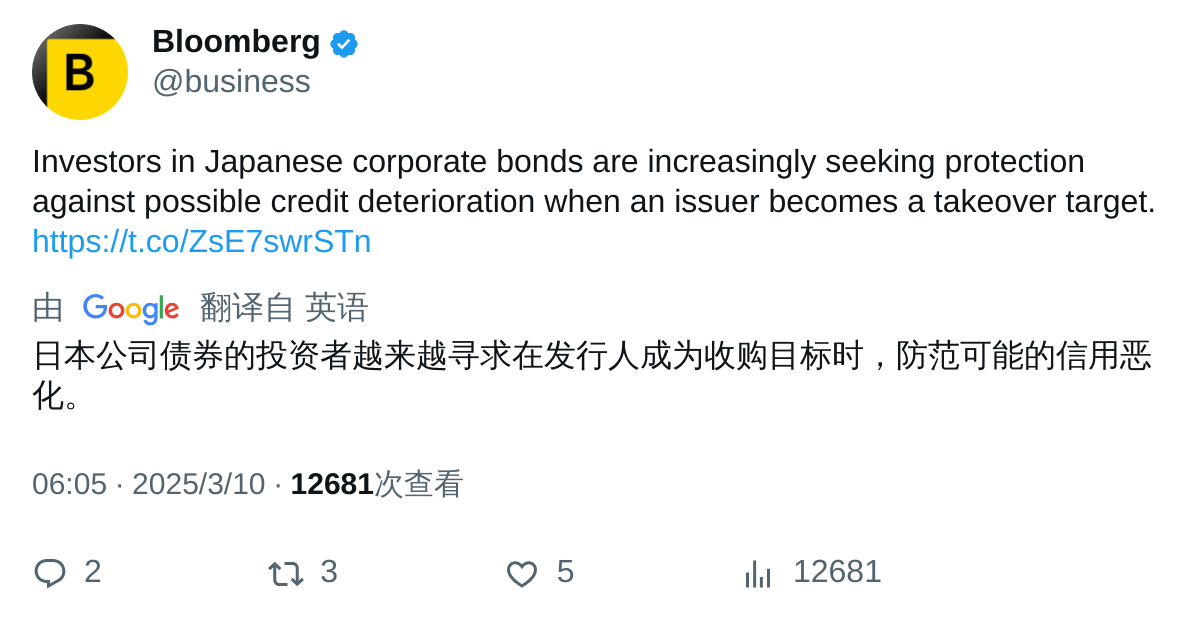 B
Bloomberg
@business
Investors in Japanese corporate bonds are increasingly seeking protection
against possible credit deterioration when an issuer becomes a takeover target.
https://t.co/ZsE7swrSTn
由 Google 翻译自 英语
日本公司债券的投资者越来越寻求在发行人成为收购目标时，防范可能的信用恶
化。
06:05 · 2025/3/10 · 12681次查看
2 3 5 12681